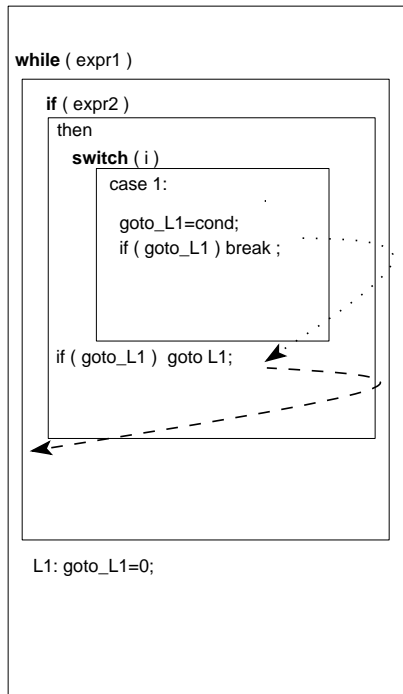 while ( expr1 )
if ( expr2 )
then
switch ( i )
case 1:
goto_L1=cond;
if ( goto_L1 ) break ;
if ( goto_L1 ) goto L1;
L1: goto_L1=0;